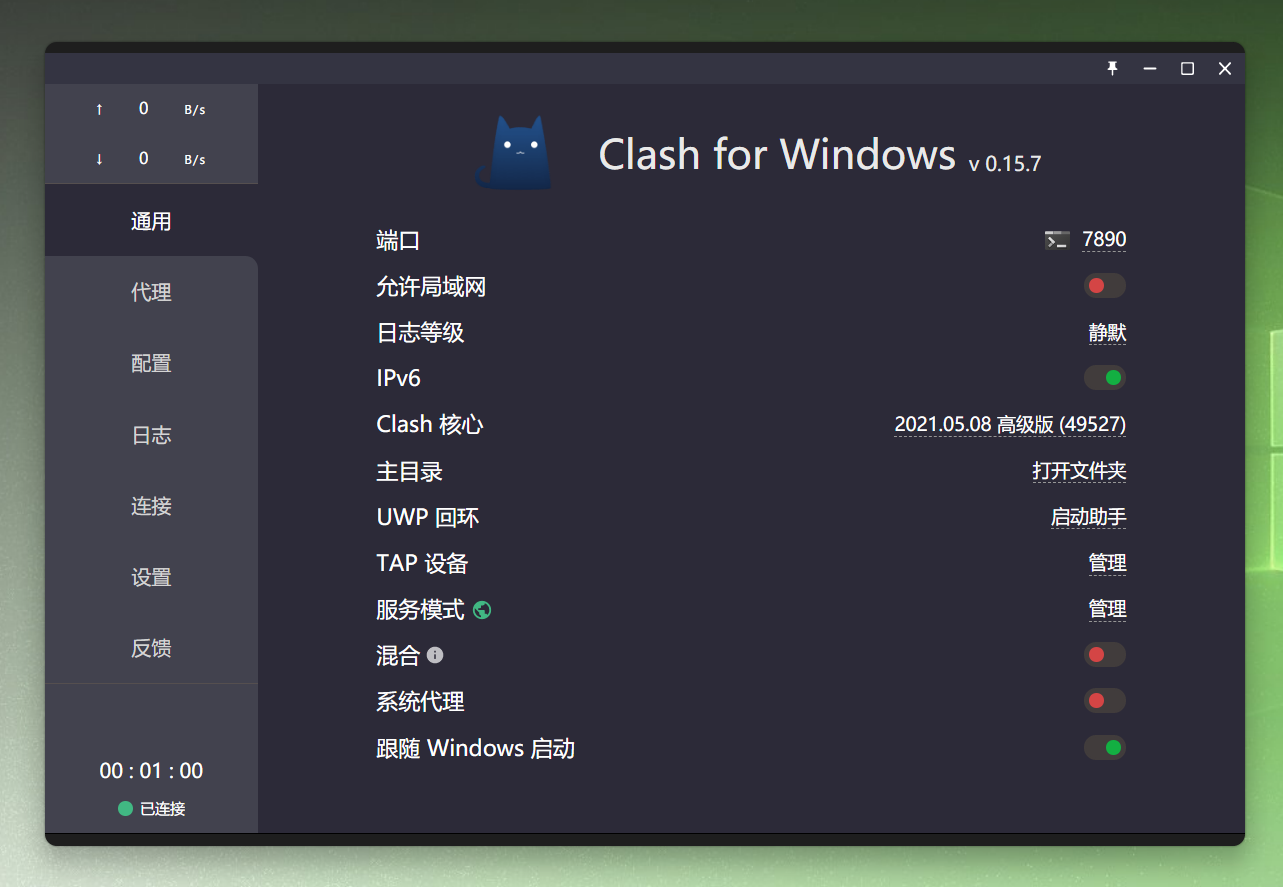 ↑ 0 B/s
↓ 0 B/s
通用
代理
配置
日志
连接
设置
反馈
00 : 01 : 00
已连接
Clash for Windows v 0.15.7
端口 7890
允许局域网
日志等级 静默
IPv6
Clash 核心 2021.05.08 高级版 (49527)
主目录 打开文件夹
UWP 回环 启动助手
TAP 设备 管理
服务模式 管理
混合
系统代理
跟随 Windows 启动